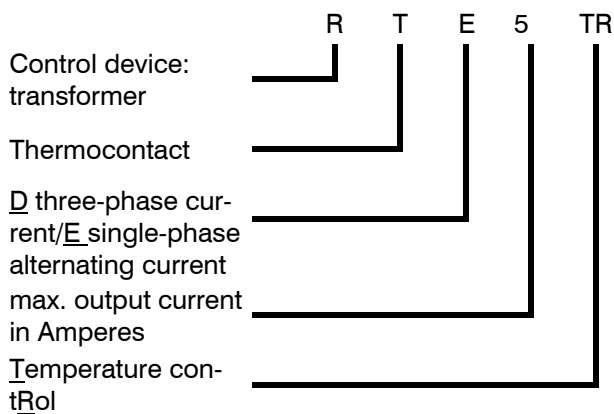 R T E 5 TR
Control device:
transformer
Thermocontact
D three-phase cur-
rent/E single-phase
alternating current
max. output current
in Amperes
Temperature con-
tRol